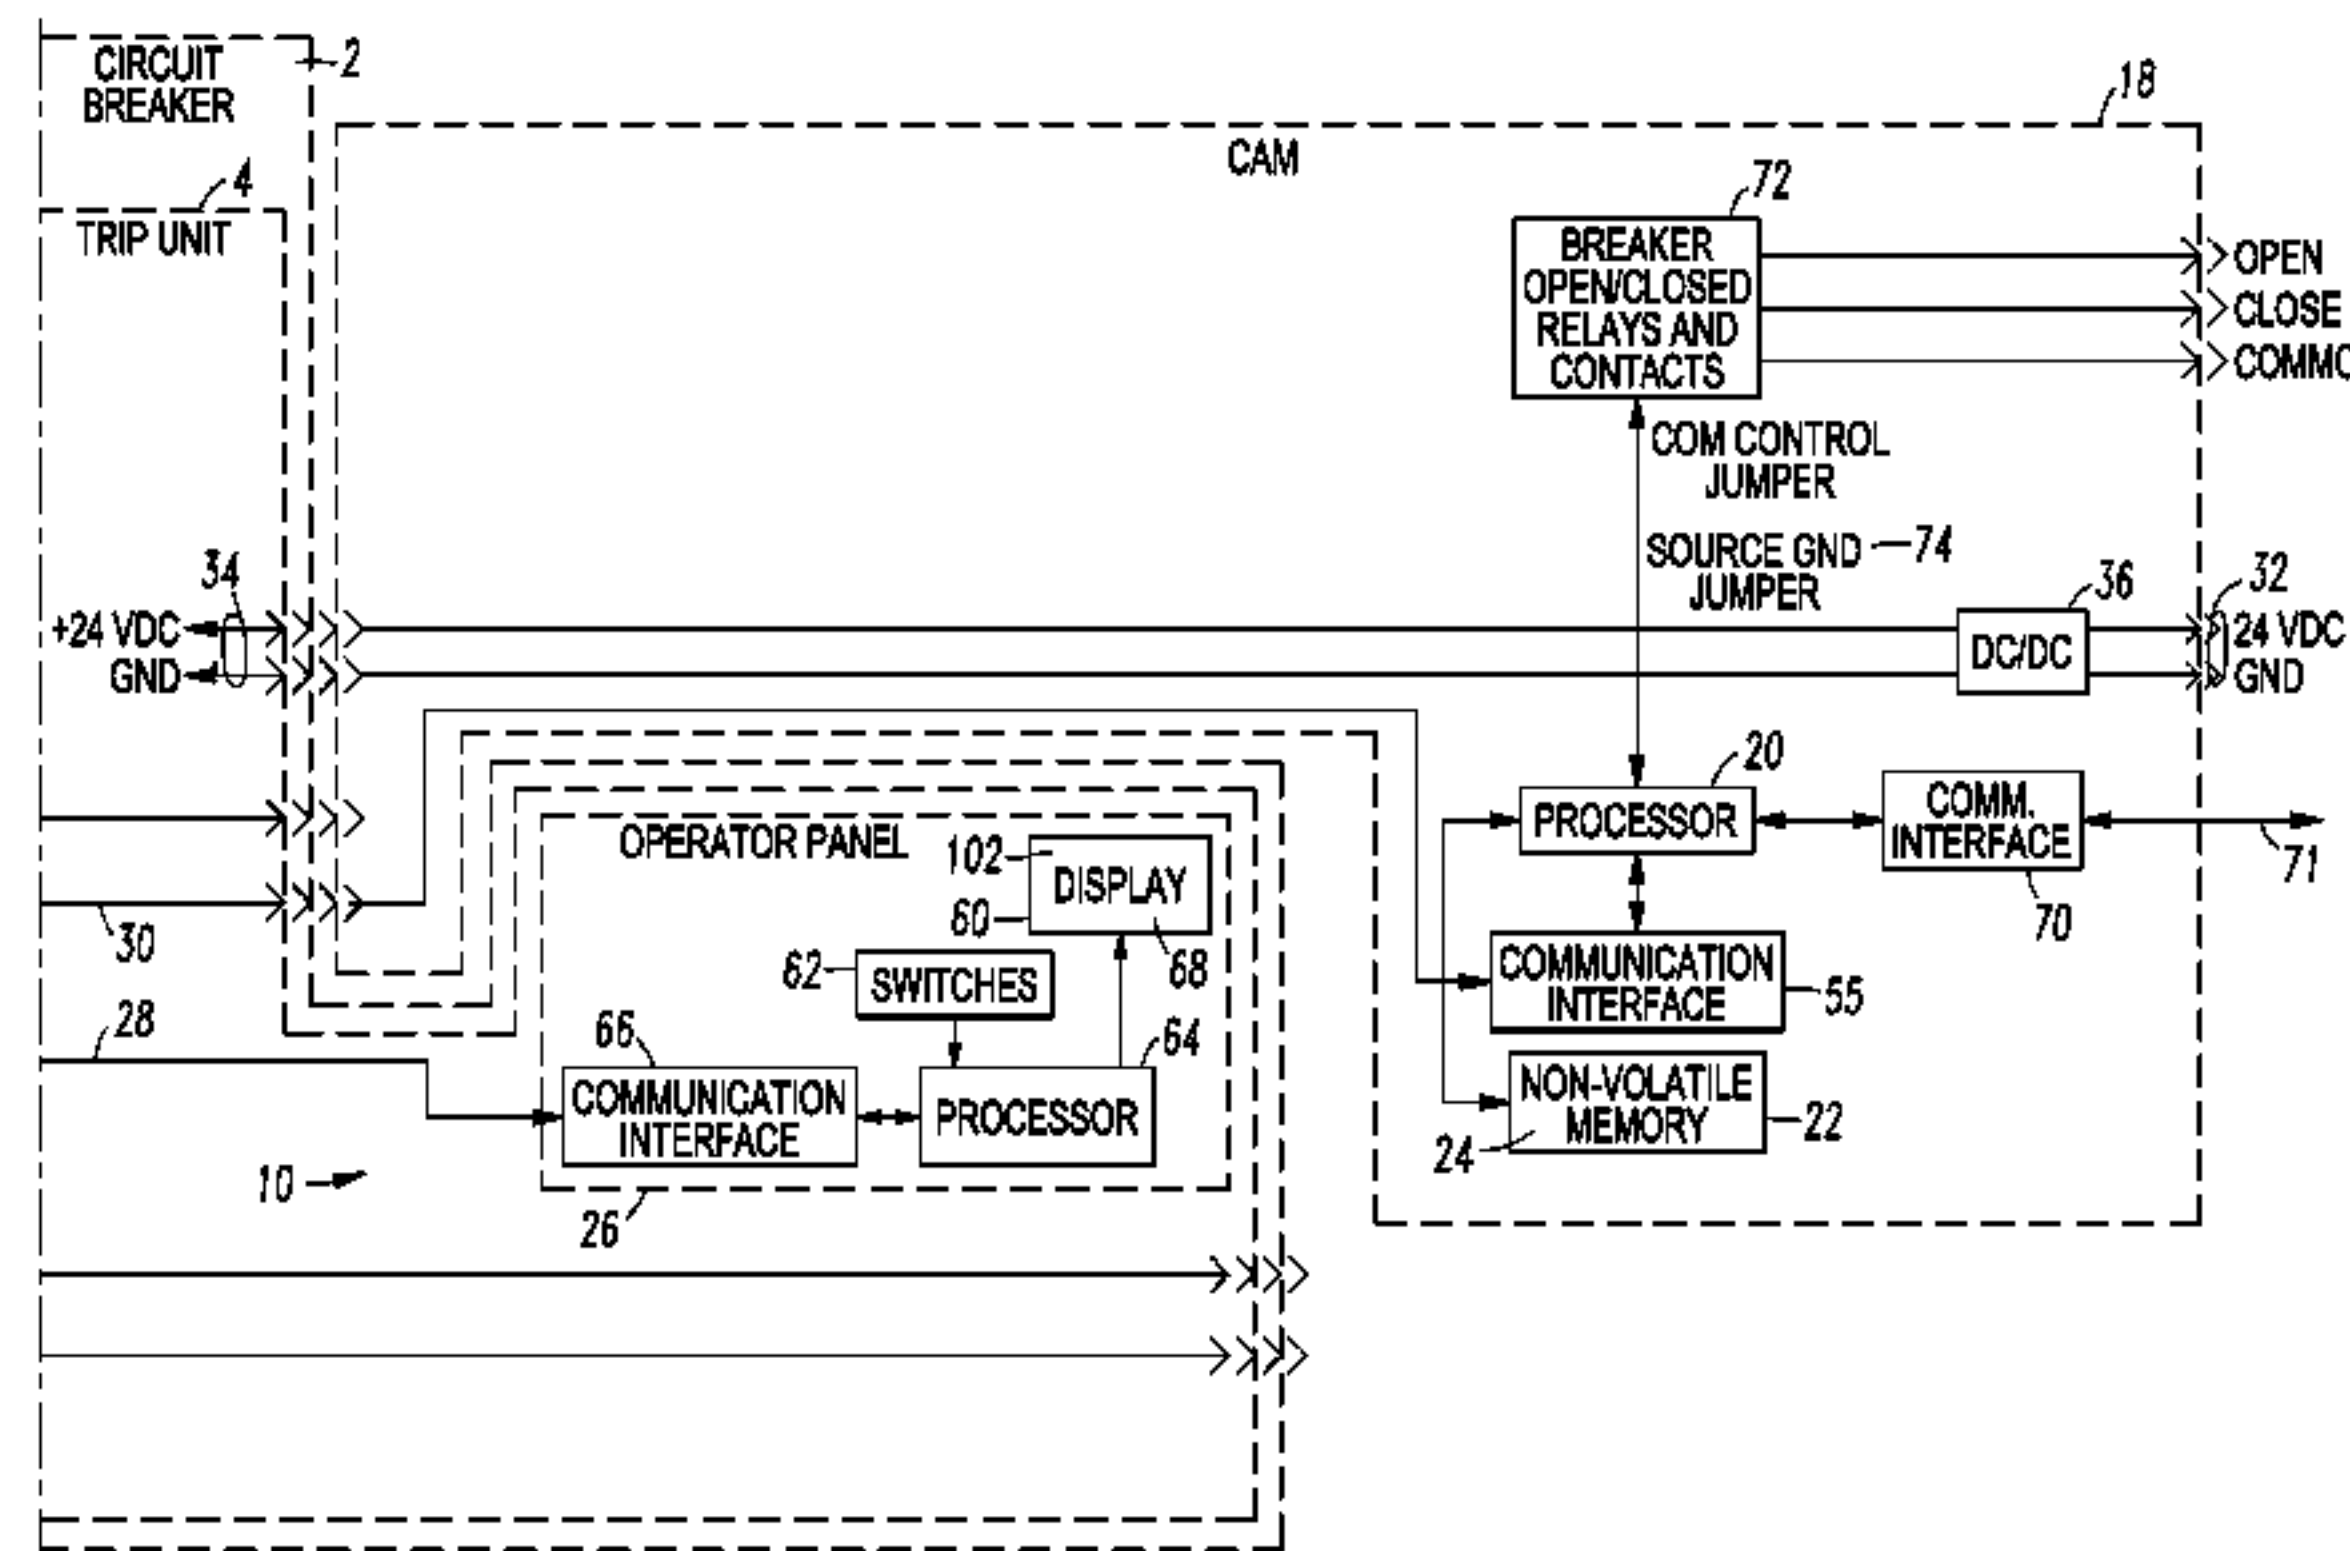 CIRCUIT
BREAKER
2
18
CAM
4
TRIP UNIT
72
BREAKER
OPEN/CLOSED
RELAYS AND
CONTACTS
OPEN
CLOSE
COMMO
COM CONTROL
JUMPER
SOURCE GND 74
JUMPER
34
+24 VDC
GND
36
DC/DC
32
24 VDC
GND
20
PROCESSOR
COMM.
INTERFACE
71
70
OPERATOR PANEL
102
DISPLAY
60
68
62
SWITCHES
30
28
COMMUNICATION
INTERFACE
55
66
64
COMMUNICATION
INTERFACE
PROCESSOR
NON-VOLATILE
MEMORY
22
24
10
26